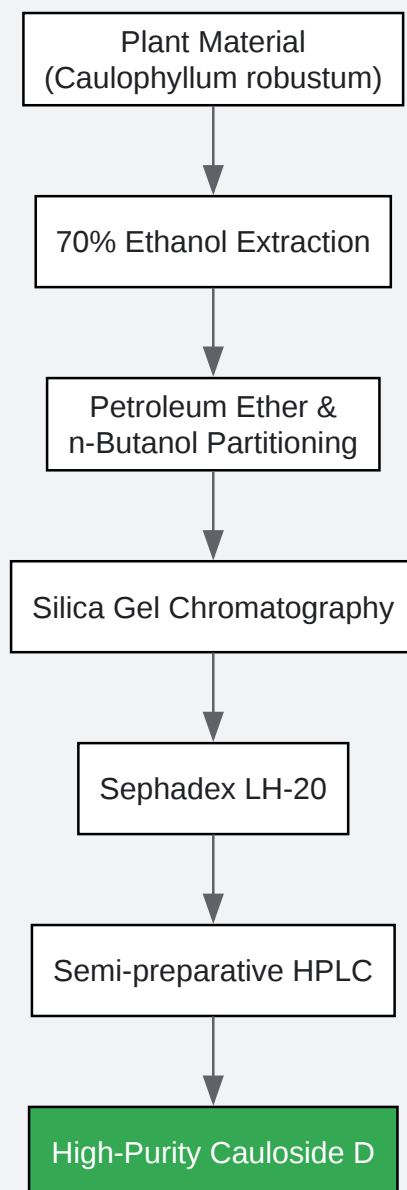 Plant Material
(Caulophyllum robustum)
70% Ethanol Extraction
Petroleum Ether &
n-Butanol Partitioning
Silica Gel Chromatography
Sephadex LH-20
Semi-preparative HPLC
High-Purity Cauloside D